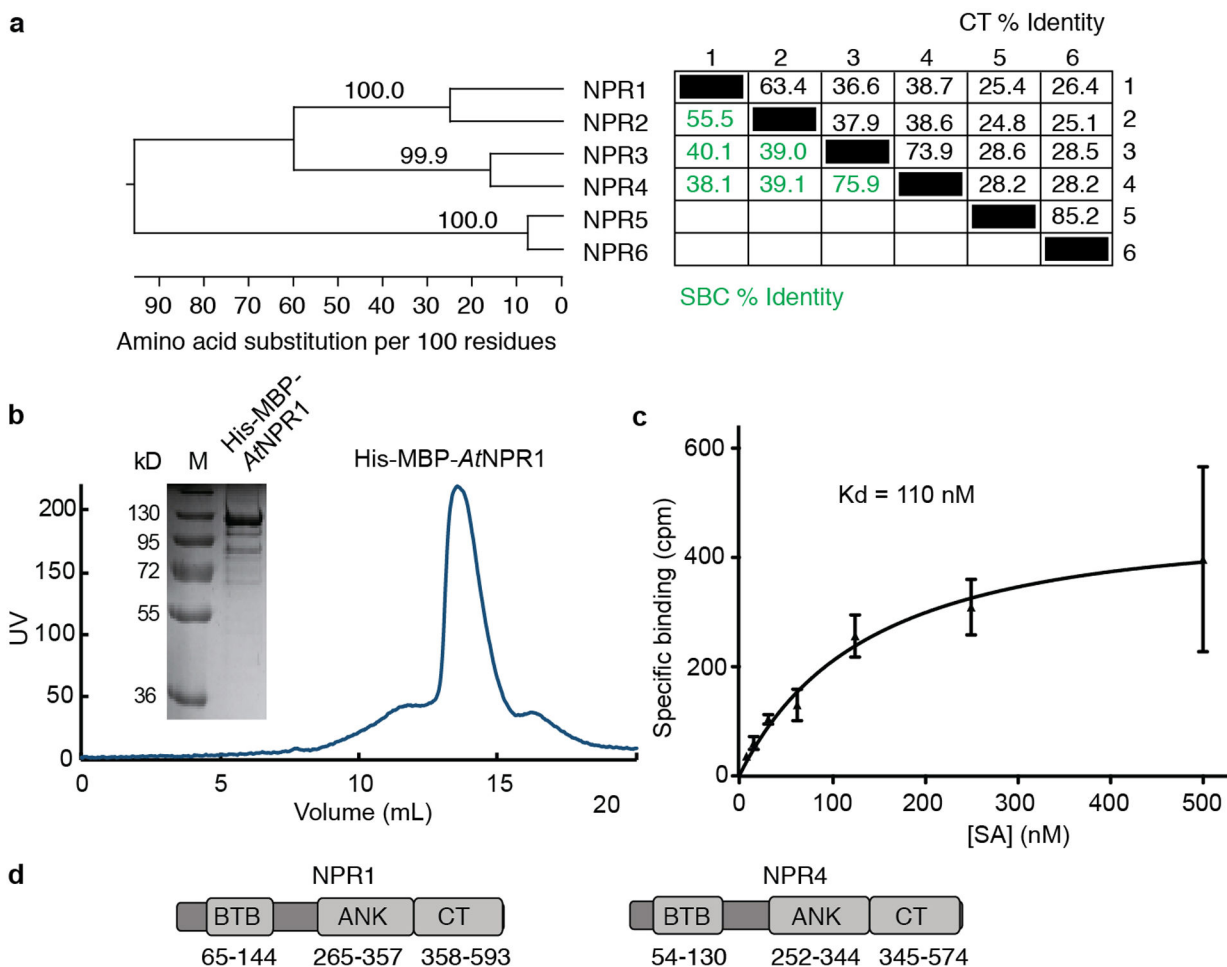 a
CT % Identity
1 2 3 4 5 6
100.0 NPR1 63.4 36.6 38.7 25.4 26.4 1
NPR2 55.5 37.9 38.6 24.8 25.1 2
99.9 NPR3 40.1 39.0 73.9 28.6 28.5 3
NPR4 38.1 39.1 75.9 28.2 28.2 4
100.0 NPR5 85.2 5
NPR6 6
90 80 70 60 50 40 30 20 10 0
SBC % Identity
Amino acid substitution per 100 residues
b
kD M His-MBP-
AtNPR1
His-MBP-AtNPR1
130
95
72
55
36
200
150
100
50
0
UV
0 5 10 15 20
Volume (mL)
c
600
400
200
0
Specific binding (cpm)
Kd = 110 nM
0 100 200 300 400 500
[SA] (nM)
d
NPR1
BTB ANK CT
65-144 265-357 358-593
NPR4
BTB ANK CT
54-130 252-344 345-574